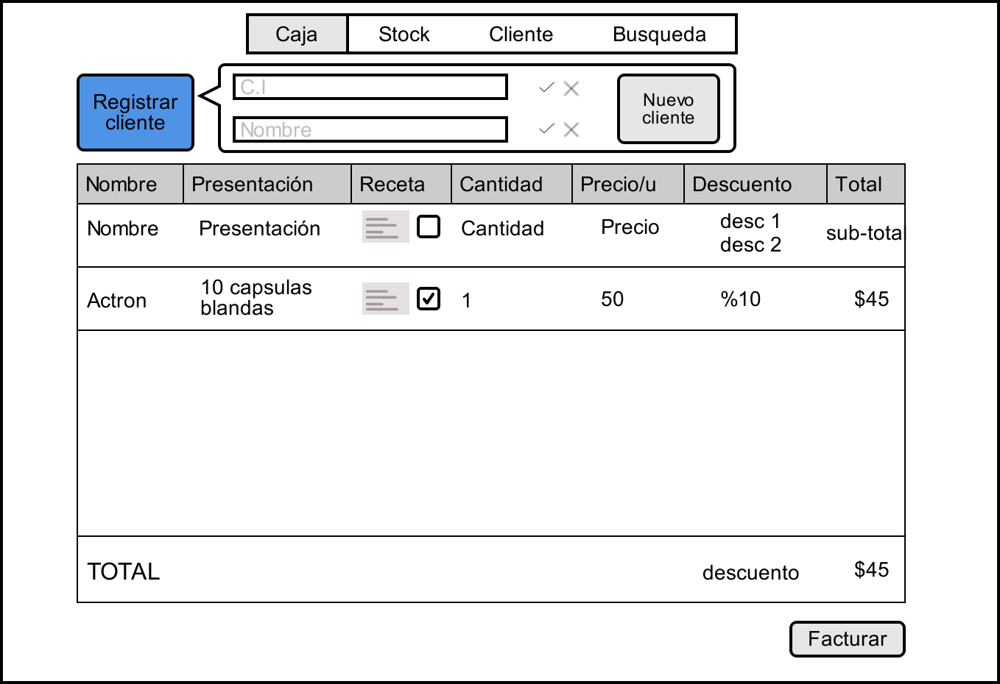 Caja Stock Cliente Busqueda
Registrar
cliente
C.I
Nombre
Nuevo
cliente
Nombre Presentación Receta Cantidad Precio/u Descuento Total
Nombre Presentación Cantidad Precio desc 1
desc 2 sub-total
Actron 10 capsulas
blandas 1 50 %10 $45
TOTAL descuento $45
Facturar